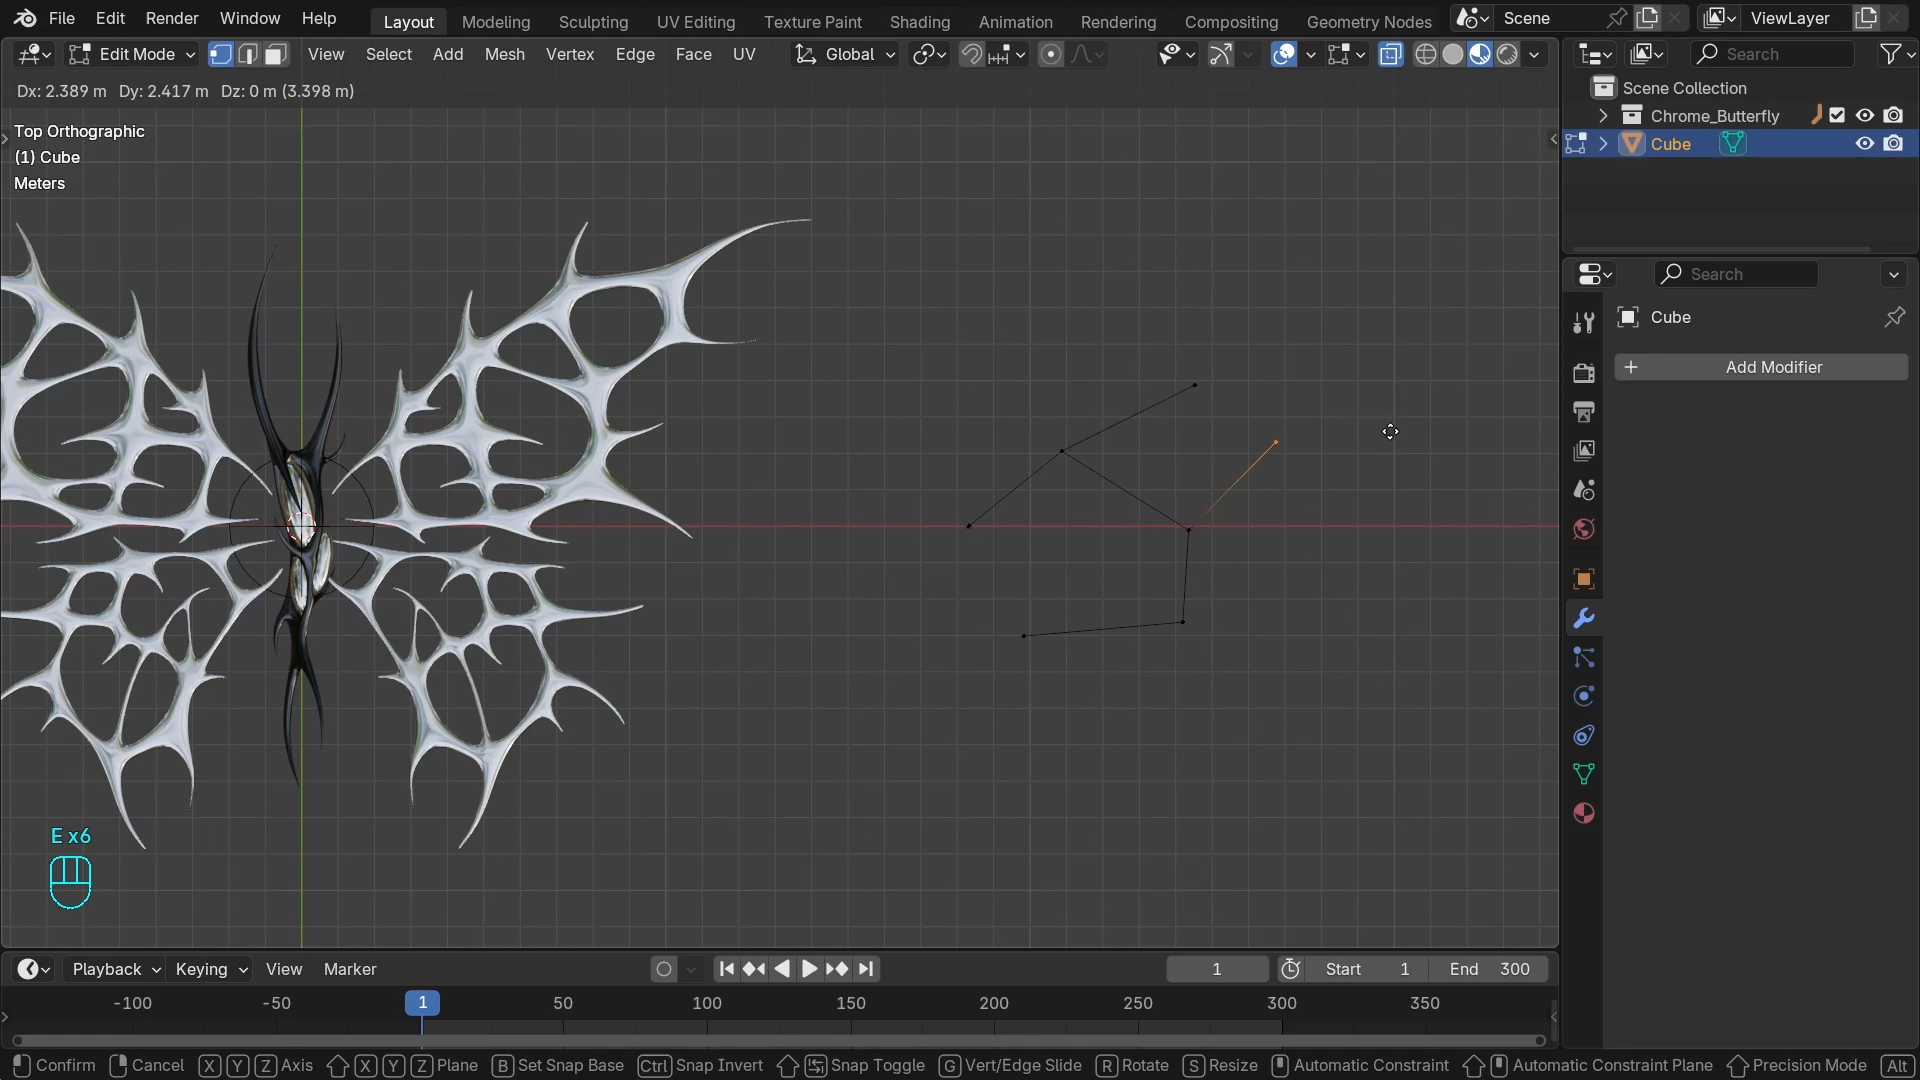 File Edit Render Window Help Layout Modeling Sculpting UV Editing Texture Paint Shading Animation Rendering Compositing Geometry Nodes Scene ViewLayer
Edit Mode View Select Add Mesh Vertex Edge Face UV Global Search
Dx: 2.389 m Dy: 2.417 m Dz: 0 m (3.398 m)
Scene Collection
Chrome_Butterfly
Cube
Top Orthographic
(1) Cube
Meters
Search
Cube
+ Add Modifier
E x6
Playback Keying View Marker 1 Start 1 End 300
-100 -50 1 50 100 150 200 250 300 350
Confirm Cancel X Y Z Axis X Y Z Plane B Set Snap Base Ctrl Snap Invert Snap Toggle G Vert/Edge Slide R Rotate S Resize Automatic Constraint Automatic Constraint Plane Precision Mode Alt